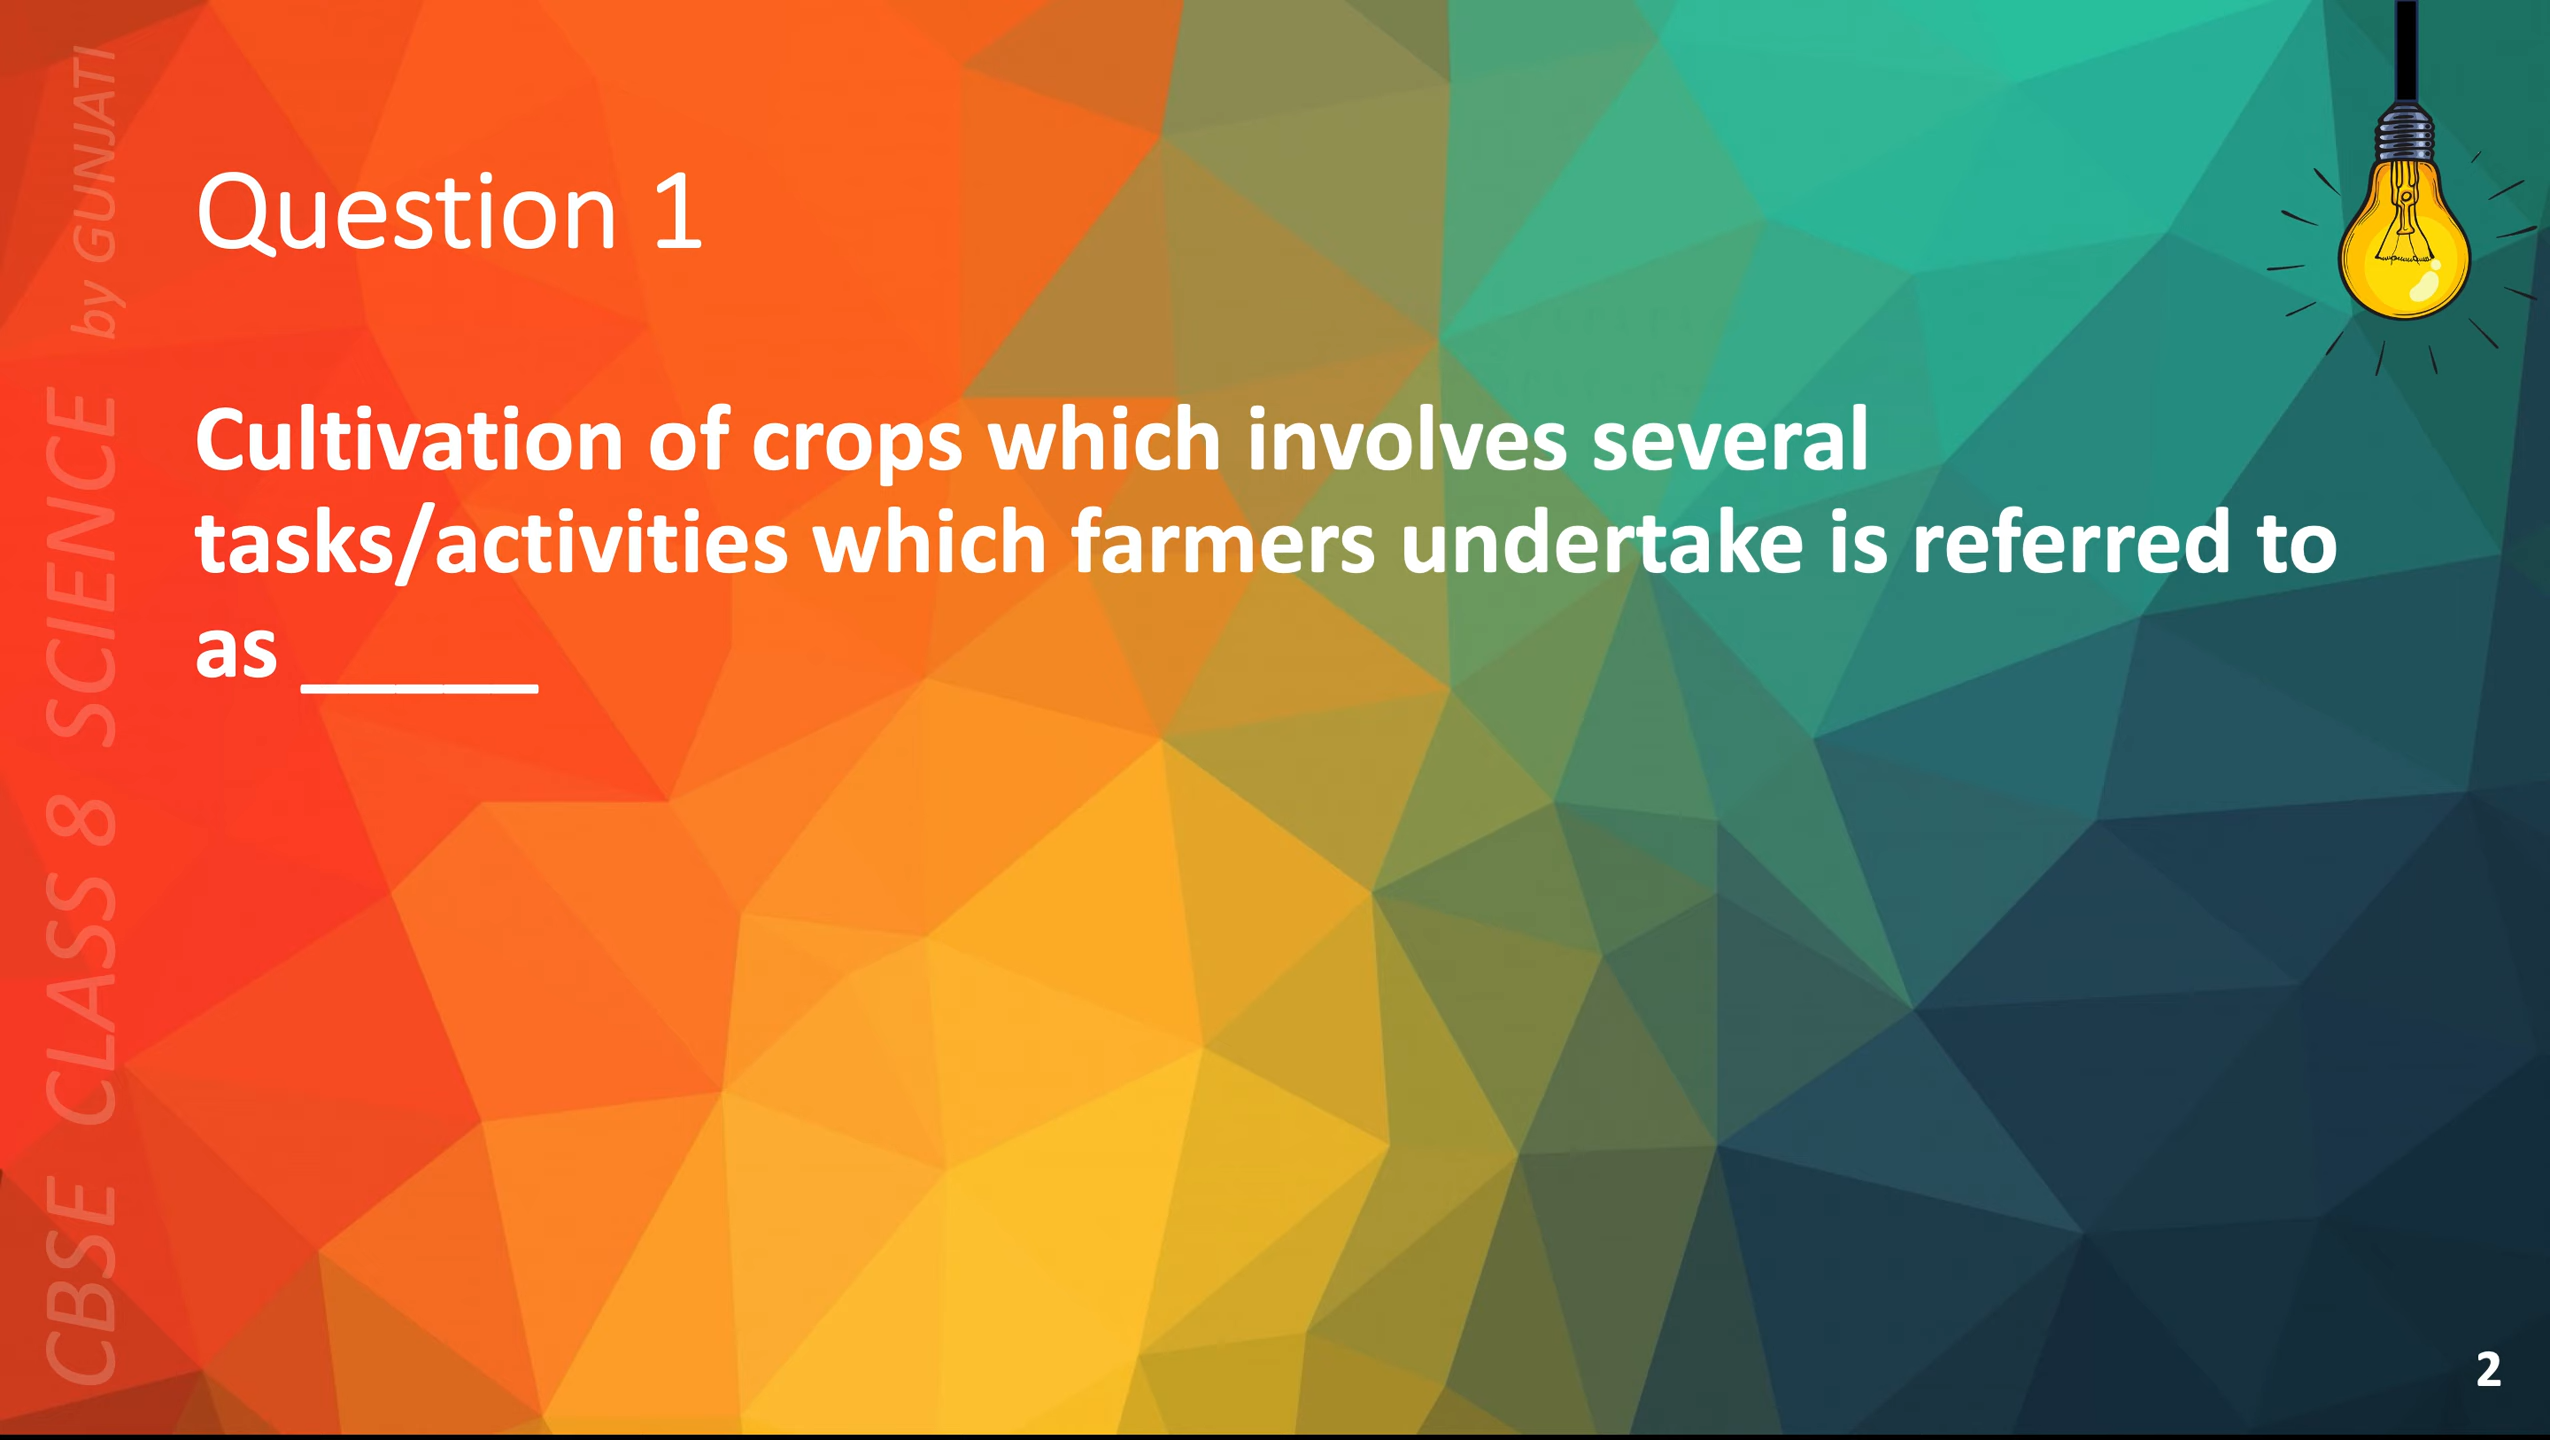 Question 1
Cultivation of crops which involves several
tasks/activities which farmers undertake is referred to
as _____
CBSE CLASS 8 SCIENCE by GUNJATI
2